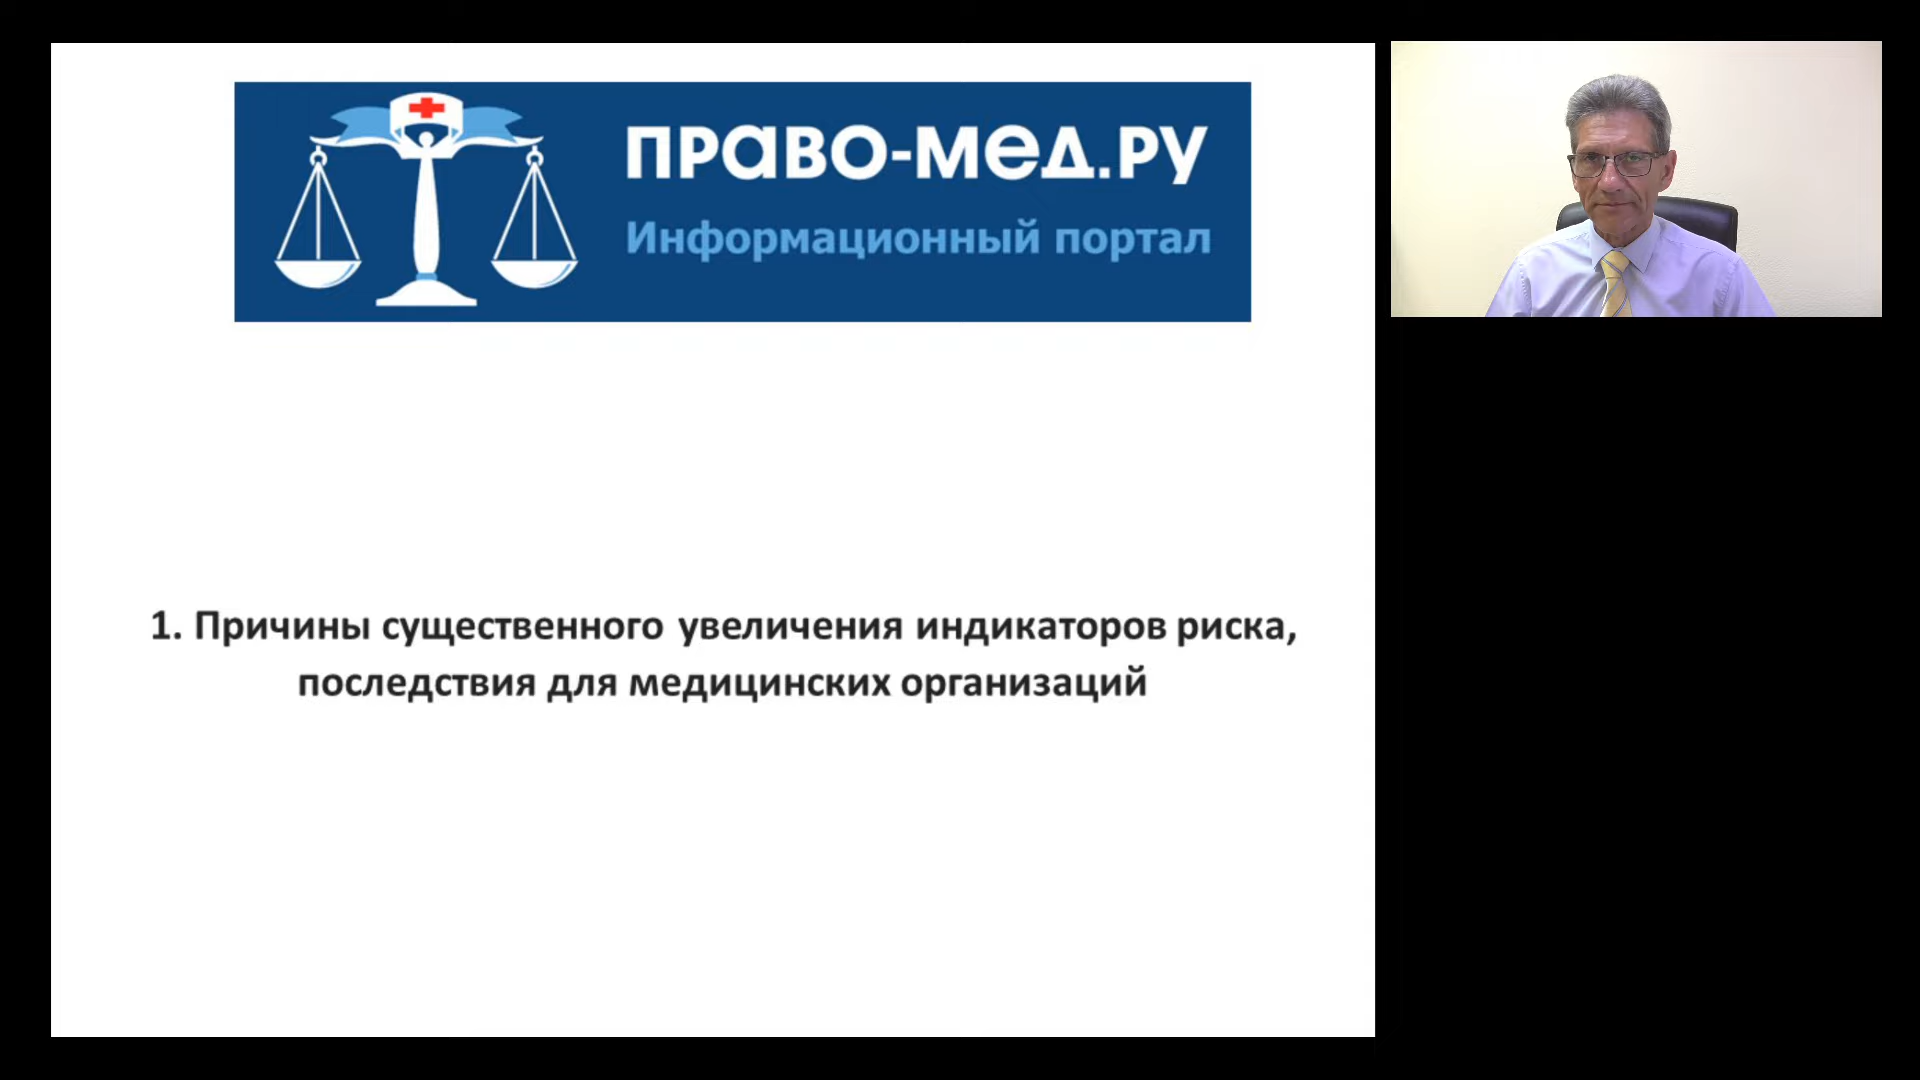 ПРАВО-МЕД.РУ
Информационный портал
1. Причины существенного увеличения индикаторов риска,
последствия для медицинских организаций